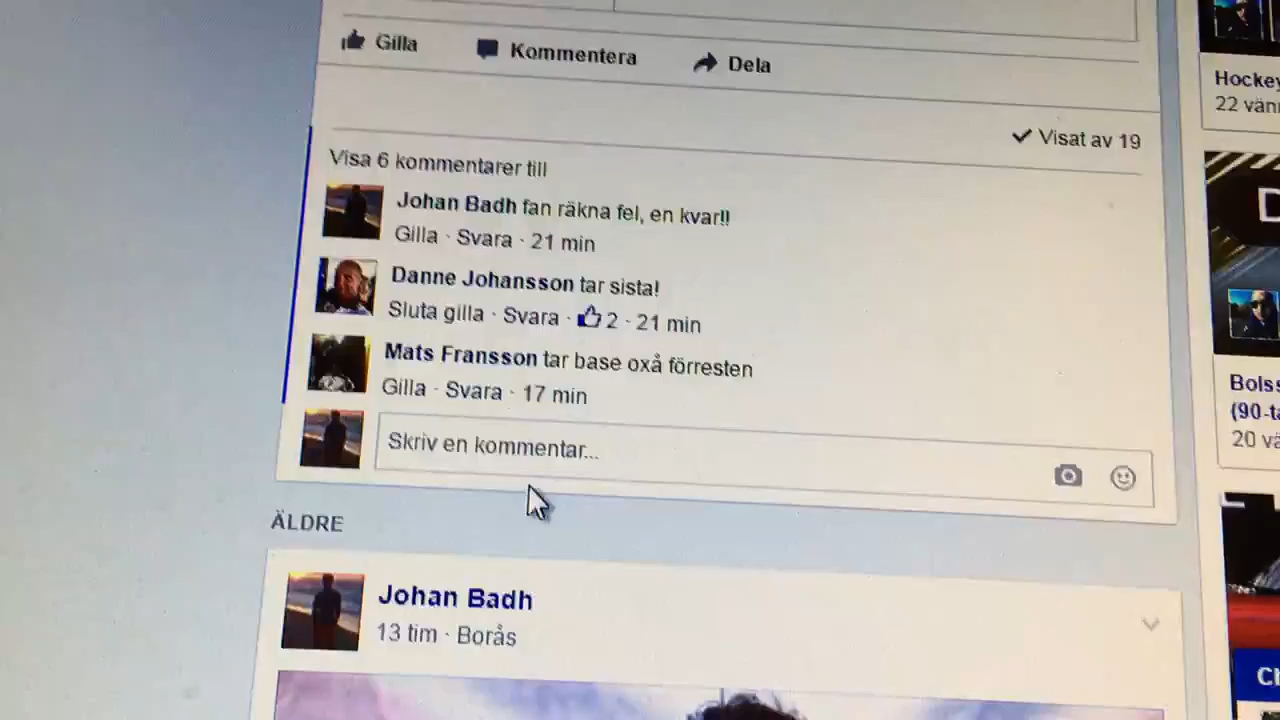 Gilla Kommentera Dela
Visat av 19
Visa 6 kommentarer till
Johan Badh fan räkna fel, en kvar!!
Gilla · Svara · 21 min
Danne Johansson tar sista!
Sluta gilla · Svara · 2 · 21 min
Mats Fransson tar base oxå förresten
Gilla · Svara · 17 min
Skriv en kommentar...
ÄLDRE
Johan Badh
13 tim · Borås
Hockey
22 vän
D
Bols
(90-ta
20 vä